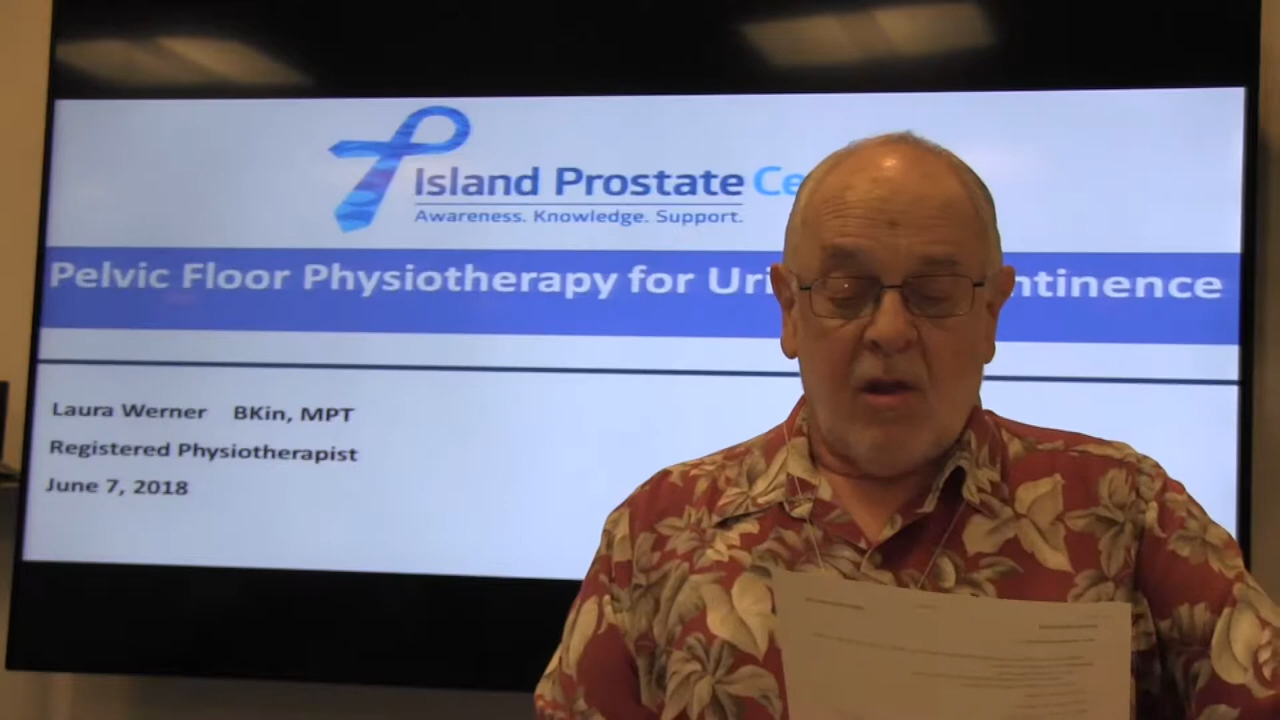 Island Prostate Ce
Awareness. Knowledge. Support.
Pelvic Floor Physiotherapy for Uri ntinence
Laura Werner BKin, MPT
Registered Physiotherapist
June 7, 2018